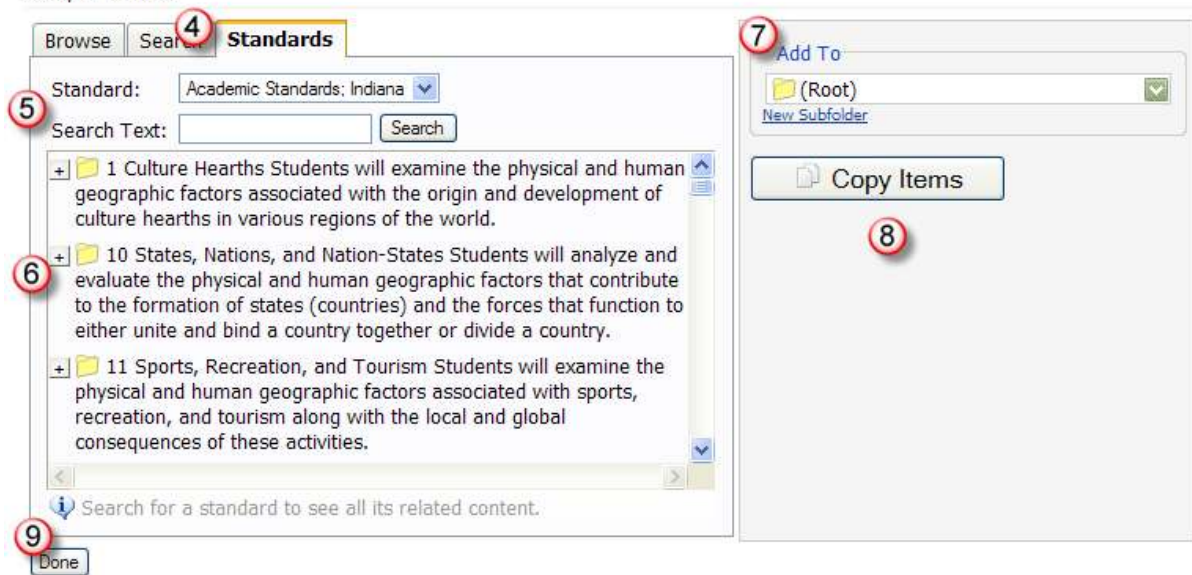 4
Browse Search Standards
Standard: Academic Standards; Indiana
5
Search Text: Search
+ 1 Culture Hearths Students will examine the physical and human
geographic factors associated with the origin and development of
culture hearths in various regions of the world.
+ 10 States, Nations, and Nation-States Students will analyze and
6
evaluate the physical and human geographic factors that contribute
to the formation of states (countries) and the forces that function to
either unite and bind a country together or divide a country.
+ 11 Sports, Recreation, and Tourism Students will examine the
physical and human geographic factors associated with sports,
recreation, and tourism along with the local and global
consequences of these activities.
i Search for a standard to see all its related content.
9
Done
7
Add To
(Root)
New Subfolder
Copy Items
8